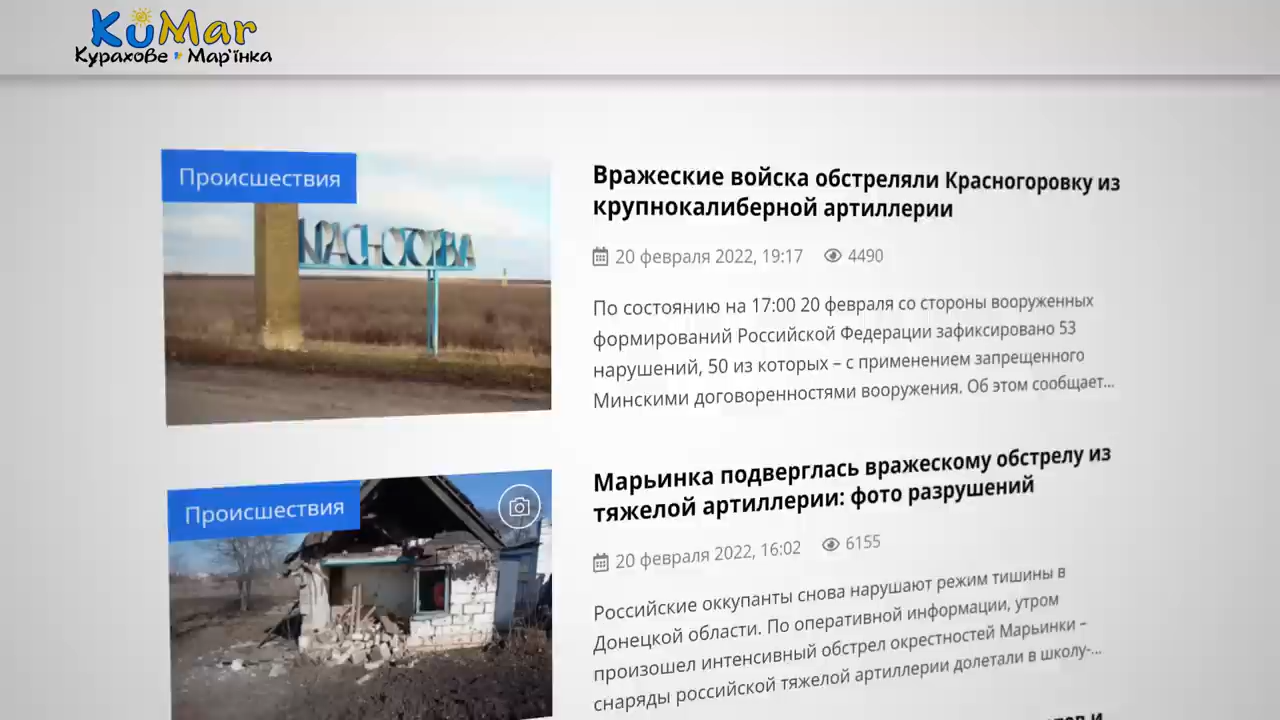 KuMar
Курахове Мар'їнка
Происшествия
КРАСНОГОРІВКА
Вражеские войска обстреляли Красногоровку из
крупнокалиберной артиллерии
20 февраля 2022, 19:17 4490
По состоянию на 17:00 20 февраля со стороны вооруженных
формирований Российской Федерации зафиксировано 53
нарушений, 50 из которых – с применением запрещенного
Минскими договоренностями вооружения. Об этом сообщает...
Происшествия
Марьинка подверглась вражескому обстрелу из
тяжелой артиллерии: фото разрушений
20 февраля 2022, 16:02 6155
Российские оккупанты снова нарушают режим тишины в
Донецкой области. По оперативной информации, утром
произошел интенсивный обстрел окрестностей Марьинки –
снаряды российской тяжелой артиллерии долетали в школу-...